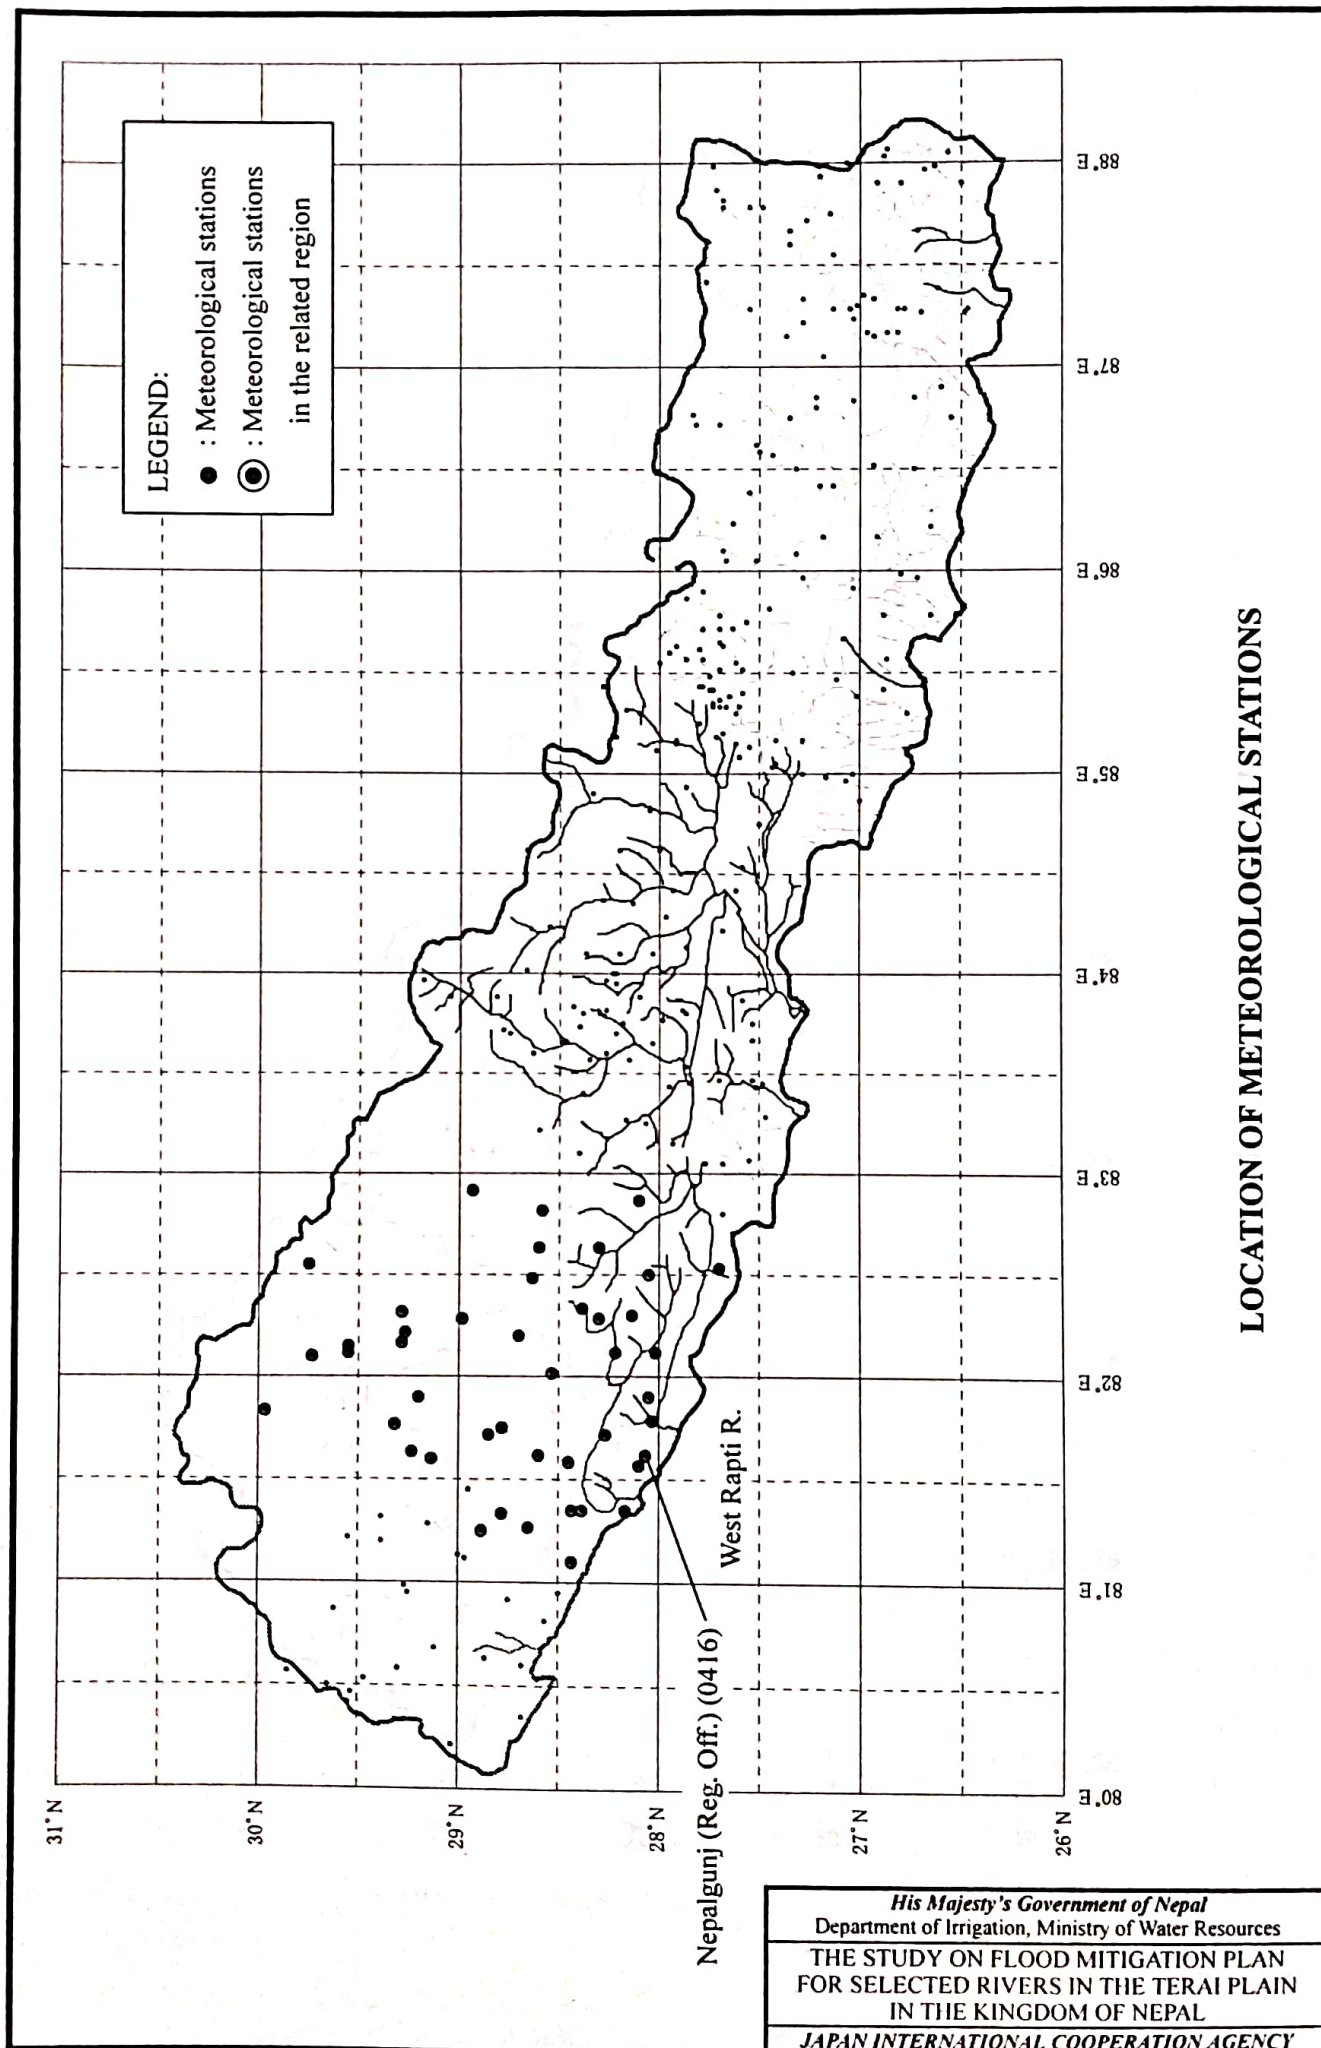 LEGEND:
● : Meteorological stations
◉ : Meteorological stations
in the related region
31°N
30°N
29°N
28°N
27°N
26°N
80°E
81°E
82°E
83°E
84°E
85°E
86°E
87°E
88°E
West Rapti R.
Nepalgunj (Reg. Off.) (0416)
LOCATION OF METEOROLOGICAL STATIONS
His Majesty's Government of Nepal
Department of Irrigation, Ministry of Water Resources
THE STUDY ON FLOOD MITIGATION PLAN
FOR SELECTED RIVERS IN THE TERAI PLAIN
IN THE KINGDOM OF NEPAL
JAPAN INTERNATIONAL COOPERATION AGENCY